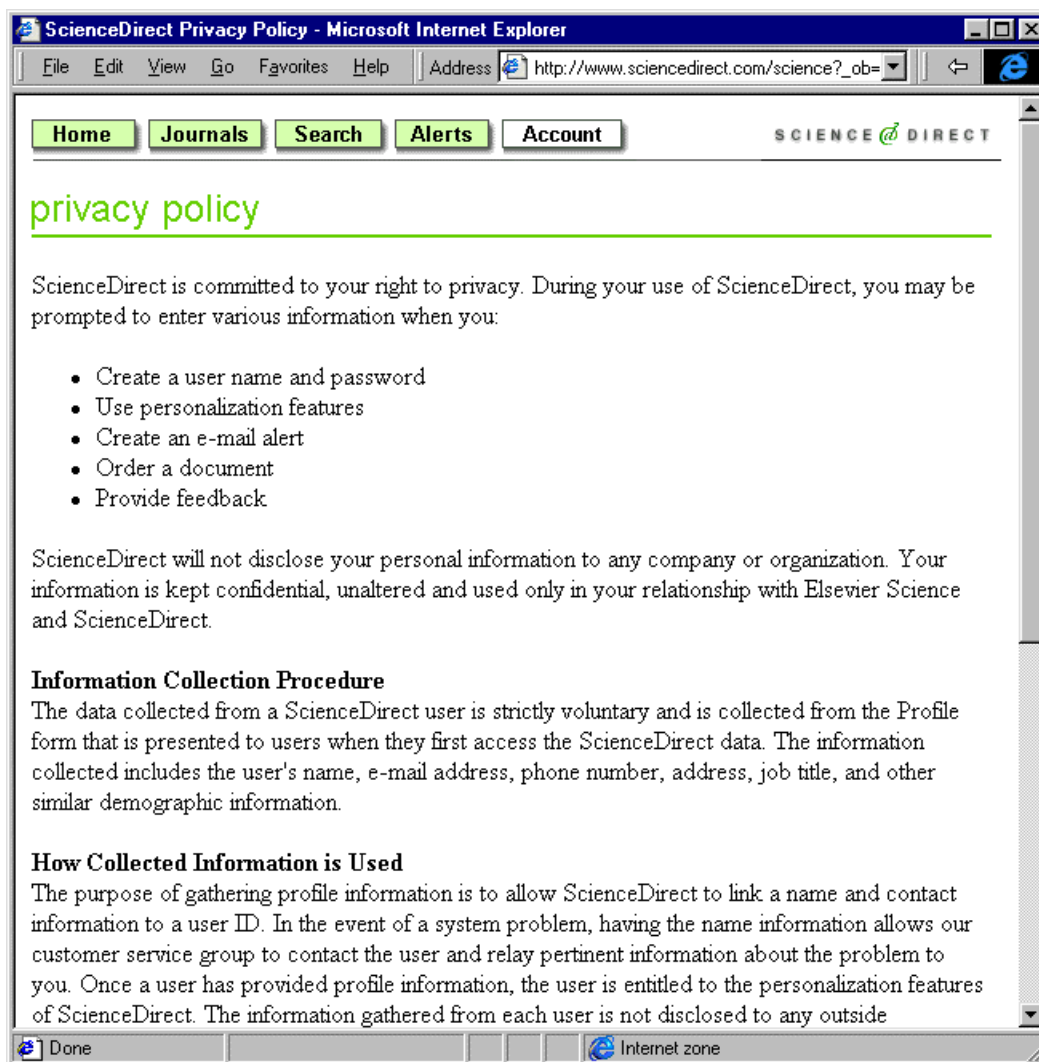 ScienceDirect Privacy Policy - Microsoft Internet Explorer
File Edit View Go Favorites Help Address http://www.sciencedirect.com/science?_ob=
Home Journals Search Alerts Account SCIENCE @ DIRECT
privacy policy
ScienceDirect is committed to your right to privacy. During your use of ScienceDirect, you may be
prompted to enter various information when you:
• Create a user name and password
• Use personalization features
• Create an e-mail alert
• Order a document
• Provide feedback
ScienceDirect will not disclose your personal information to any company or organization. Your
information is kept confidential, unaltered and used only in your relationship with Elsevier Science
and ScienceDirect.
Information Collection Procedure
The data collected from a ScienceDirect user is strictly voluntary and is collected from the Profile
form that is presented to users when they first access the ScienceDirect data. The information
collected includes the user's name, e-mail address, phone number, address, job title, and other
similar demographic information.
How Collected Information is Used
The purpose of gathering profile information is to allow ScienceDirect to link a name and contact
information to a user ID. In the event of a system problem, having the name information allows our
customer service group to contact the user and relay pertinent information about the problem to
you. Once a user has provided profile information, the user is entitled to the personalization features
of ScienceDirect. The information gathered from each user is not disclosed to any outside
Done Internet zone